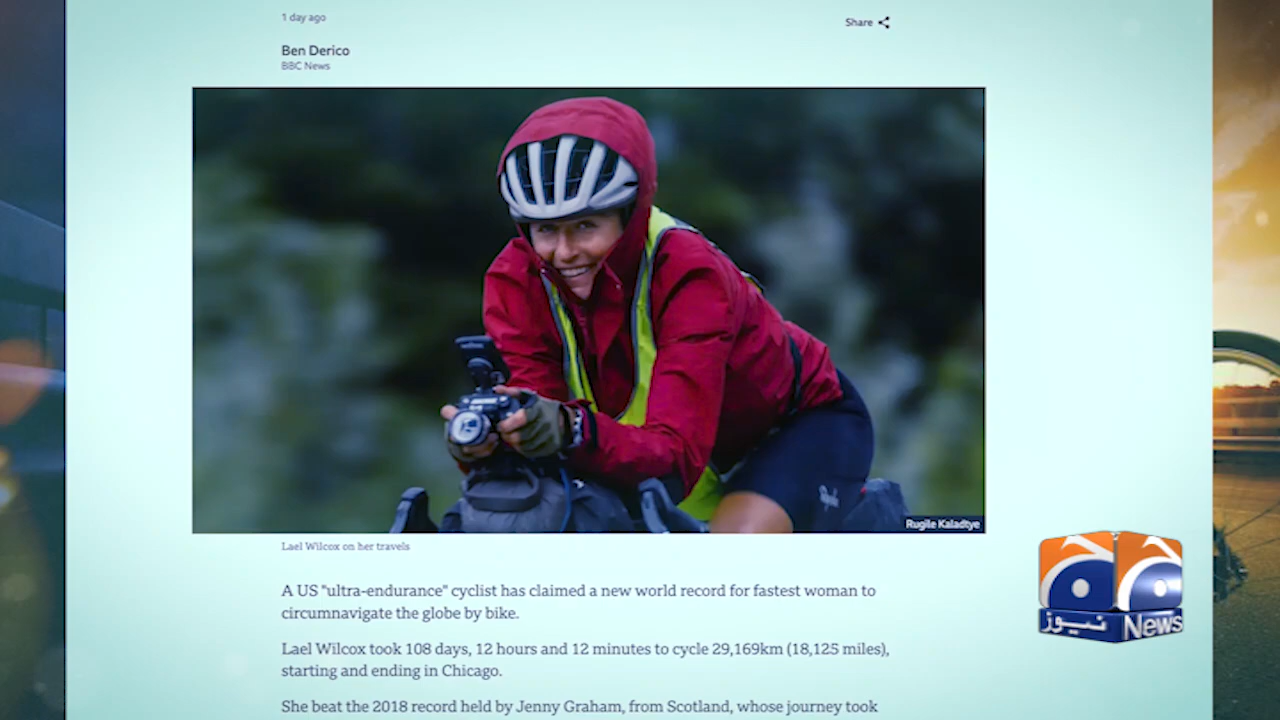 1 day ago
Share
Ben Derico
BBC News
Rugile Kaladtye
Lael Wilcox on her travels
A US "ultra-endurance" cyclist has claimed a new world record for fastest woman to
circumnavigate the globe by bike.
Lael Wilcox took 108 days, 12 hours and 12 minutes to cycle 29,169km (18,125 miles),
starting and ending in Chicago.
She beat the 2018 record held by Jenny Graham, from Scotland, whose journey took
نیوز News